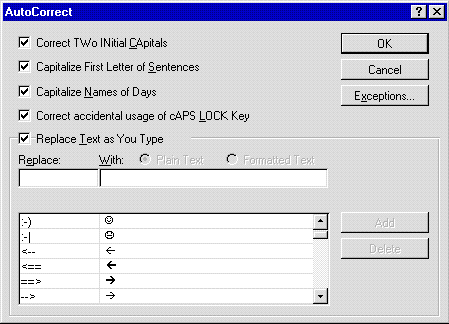 AutoCorrect
Correct TWo INitial CApitals
OK
Capitalize First Letter of Sentences
Cancel
Capitalize Names of Days
Exceptions...
Correct accidental usage of cAPS LOCK Key
Replace Text as You Type
Replace: With: Plain Text Formatted Text
:-) ☺
:-| 😐
<-- ←
<== 🡨
==> 🡪
--> →
Add
Delete